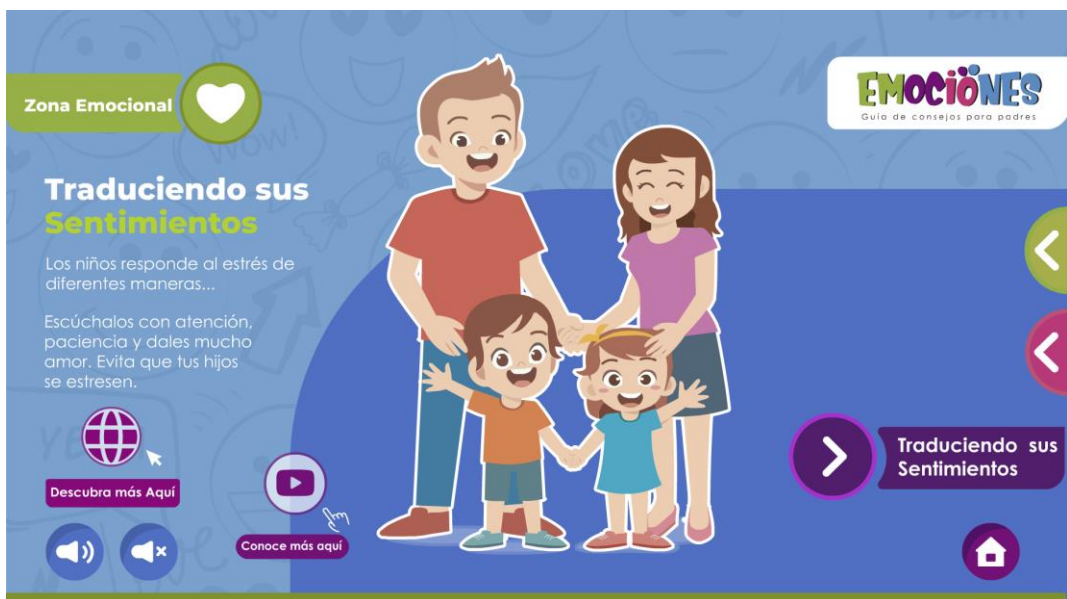 Zona Emocional
EMOCIÖNES
Guía de consejos para padres
Traduciendo sus
Sentimientos
Los niños responde al estrés de
diferentes maneras...
Escúchalos con atención,
paciencia y dales mucho
amor. Evita que tus hijos
se estresen.
Descubra más Aquí
Conoce más aquí
Traduciendo sus
Sentimientos
WOW!